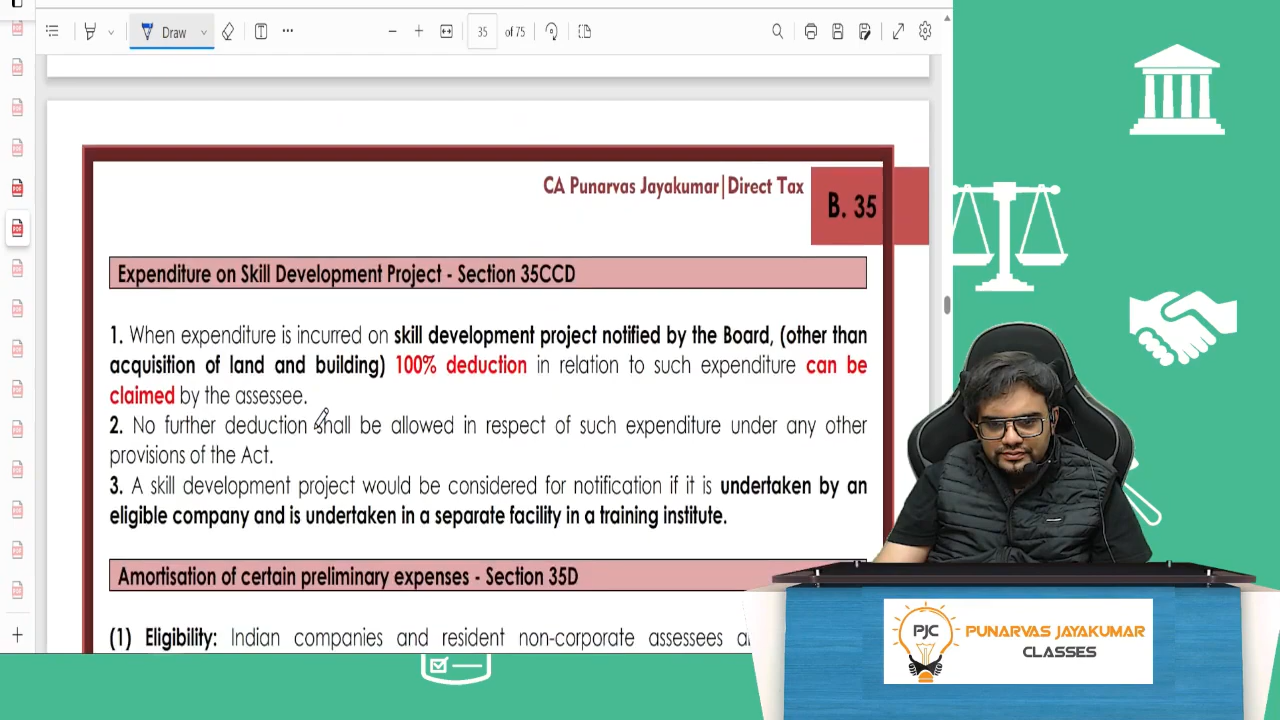 Draw
35 of 75
CA Punarvas Jayakumar|Direct Tax
B. 35
Expenditure on Skill Development Project - Section 35CCD
1. When expenditure is incurred on skill development project notified by the Board, (other than
acquisition of land and building) 100% deduction in relation to such expenditure can be
claimed by the assessee.
2. No further deduction shall be allowed in respect of such expenditure under any other
provisions of the Act.
3. A skill development project would be considered for notification if it is undertaken by an
eligible company and is undertaken in a separate facility in a training institute.
Amortisation of certain preliminary expenses - Section 35D
(1) Eligibility: Indian companies and resident non-corporate assessees
PJC
PUNARVAS JAYAKUMAR
CLASSES